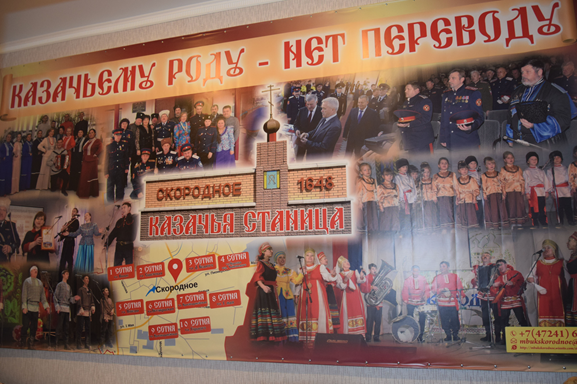 КАЗАЧЬЕМУ РОДУ - НЕТ ПЕРЕВОДУ
СКОРОДНОЕ 1648
КАЗАЧЬЯ СТАНИЦА
1 СОТНЯ 2 СОТНЯ 3 СОТНЯ 4 СОТНЯ
Скородное
5 СОТНЯ 6 СОТНЯ 7 СОТНЯ 8 СОТНЯ
9 СОТНЯ 10 СОТНЯ
+7(47241)